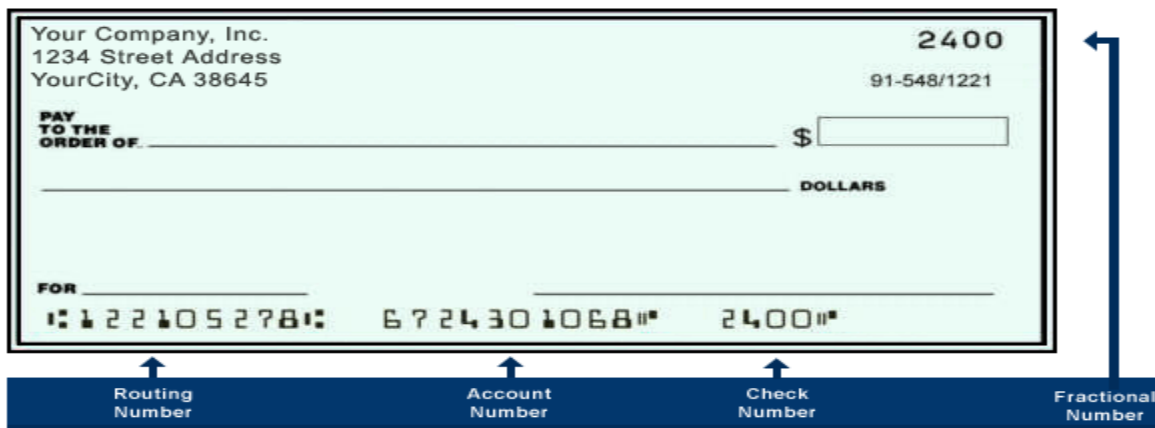 Your Company, Inc.
2400
1234 Street Address
YourCity, CA 38645
91-548/1221
PAY
TO THE
ORDER OF
$
DOLLARS
FOR
⑆122105278⑆ 6724301068⑈ 2400⑈
Routing
Number
Account
Number
Check
Number
Fractional
Number